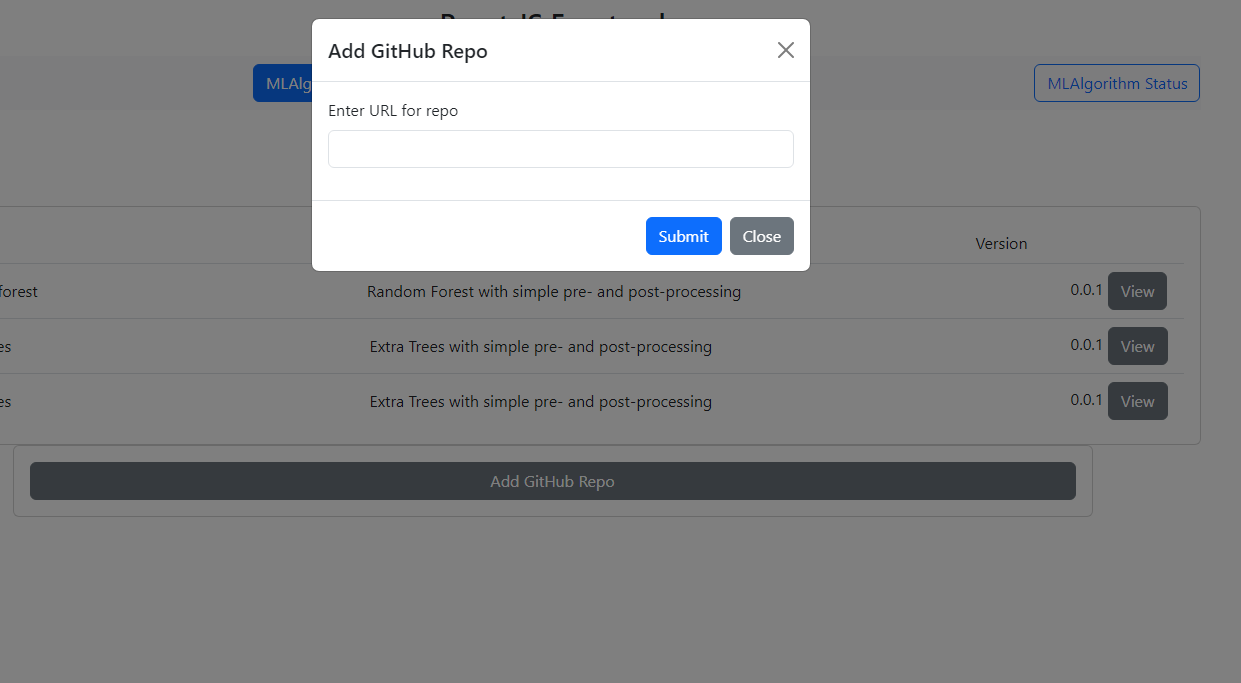 Add GitHub Repo
MLAlg
MLAlgorithm Status
Enter URL for repo
Submit Close
Version
forest Random Forest with simple pre- and post-processing 0.0.1 View
es Extra Trees with simple pre- and post-processing 0.0.1 View
es Extra Trees with simple pre- and post-processing 0.0.1 View
Add GitHub Repo